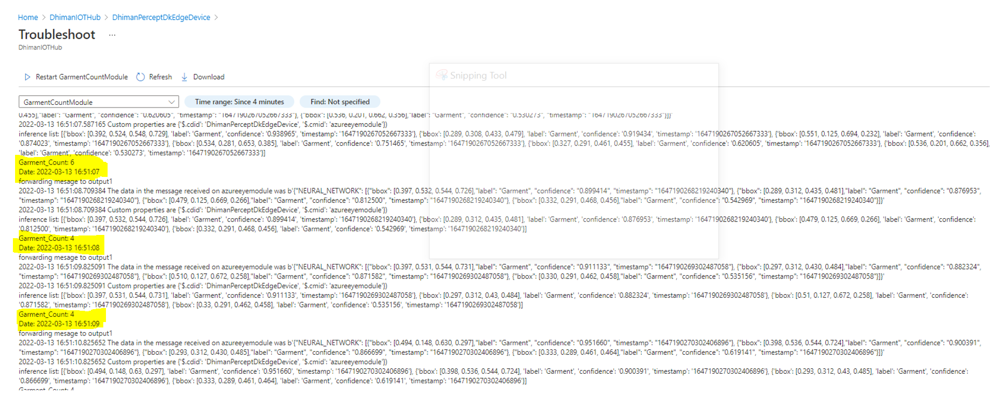 Home > DhimanIOTHub > DhimanPerceptDkEdgeDevice >
Troubleshoot ...
DhimanIOTHub
Restart GarmentCountModule Refresh Download
Snipping Tool
GarmentCountModule Time range: Since 4 minutes Find: Not specified
0.455],"label": "Garment", "confidence": "0.620605", "timestamp": "1647190267052667333"}, {"bbox": [0.536, 0.201, 0.662, 0.356],"label": "Garment", "confidence": "0.530273", "timestamp": "1647190267052667333"}]}'
2022-03-13 16:51:07.587165 Custom properties are {'$.cdid': 'DhimanPerceptDkEdgeDevice', '$.cmid': 'azureeyemodule'})
inference list: [{'bbox': [0.392, 0.524, 0.548, 0.729], 'label': 'Garment', 'confidence': '0.938965', 'timestamp': '1647190267052667333'}, {'bbox': [0.289, 0.308, 0.433, 0.479], 'label': 'Garment', 'confidence': '0.919434', 'timestamp': '1647190267052667333'}, {'bbox': [0.551, 0.125, 0.694, 0.232], 'label': 'Garment', 'confidence':
'0.874023', 'timestamp': '1647190267052667333'}, {'bbox': [0.534, 0.281, 0.653, 0.385], 'label': 'Garment', 'confidence': '0.751465', 'timestamp': '1647190267052667333'}, {'bbox': [0.327, 0.291, 0.461, 0.455], 'label': 'Garment', 'confidence': '0.620605', 'timestamp': '1647190267052667333'}, {'bbox': [0.536, 0.201, 0.662, 0.356],
'label': 'Garment', 'confidence': '0.530273', 'timestamp': '1647190267052667333'}]
Garment_Count: 6
Date: 2022-03-13 16:51:07
forwarding mesage to output1
2022-03-13 16:51:08.709384 The data in the message received on azureeyemodule was b'{"NEURAL_NETWORK": [{"bbox": [0.397, 0.532, 0.544, 0.726],"label": "Garment", "confidence": "0.899414", "timestamp": "1647190268219240340"}, {"bbox": [0.289, 0.312, 0.435, 0.481],"label": "Garment", "confidence": "0.876953",
"timestamp": "1647190268219240340"}, {"bbox": [0.479, 0.125, 0.669, 0.266],"label": "Garment", "confidence": "0.812500", "timestamp": "1647190268219240340"}, {"bbox": [0.332, 0.291, 0.468, 0.456],"label": "Garment", "confidence": "0.542969", "timestamp": "1647190268219240340"}]}'
2022-03-13 16:51:08.709384 Custom properties are {'$.cdid': 'DhimanPerceptDkEdgeDevice', '$.cmid': 'azureeyemodule'})
inference list: [{'bbox': [0.397, 0.532, 0.544, 0.726], 'label': 'Garment', 'confidence': '0.899414', 'timestamp': '1647190268219240340'}, {'bbox': [0.289, 0.312, 0.435, 0.481], 'label': 'Garment', 'confidence': '0.876953', 'timestamp': '1647190268219240340'}, {'bbox': [0.479, 0.125, 0.669, 0.266], 'label': 'Garment', 'confidence':
'0.812500', 'timestamp': '1647190268219240340'}, {'bbox': [0.332, 0.291, 0.468, 0.456], 'label': 'Garment', 'confidence': '0.542969', 'timestamp': '1647190268219240340'}]
Garment_Count: 4
Date: 2022-03-13 16:51:08
forwarding mesage to output1
2022-03-13 16:51:09.825091 The data in the message received on azureeyemodule was b'{"NEURAL_NETWORK": [{"bbox": [0.397, 0.531, 0.544, 0.731],"label": "Garment", "confidence": "0.911133", "timestamp": "1647190269302487058"}, {"bbox": [0.297, 0.312, 0.430, 0.484],"label": "Garment", "confidence": "0.882324",
"timestamp": "1647190269302487058"}, {"bbox": [0.510, 0.127, 0.672, 0.258],"label": "Garment", "confidence": "0.871582", "timestamp": "1647190269302487058"}, {"bbox": [0.330, 0.291, 0.462, 0.458],"label": "Garment", "confidence": "0.535156", "timestamp": "1647190269302487058"}]}'
2022-03-13 16:51:09.825091 Custom properties are {'$.cdid': 'DhimanPerceptDkEdgeDevice', '$.cmid': 'azureeyemodule'})
inference list: [{'bbox': [0.397, 0.531, 0.544, 0.731], 'label': 'Garment', 'confidence': '0.911133', 'timestamp': '1647190269302487058'}, {'bbox': [0.297, 0.312, 0.43, 0.484], 'label': 'Garment', 'confidence': '0.882324', 'timestamp': '1647190269302487058'}, {'bbox': [0.51, 0.127, 0.672, 0.258], 'label': 'Garment', 'confidence':
'0.871582', 'timestamp': '1647190269302487058'}, {'bbox': [0.33, 0.291, 0.462, 0.458], 'label': 'Garment', 'confidence': '0.535156', 'timestamp': '1647190269302487058'}]
Garment_Count: 4
Date: 2022-03-13 16:51:09
forwarding mesage to output1
2022-03-13 16:51:10.825652 The data in the message received on azureeyemodule was b'{"NEURAL_NETWORK": [{"bbox": [0.494, 0.148, 0.630, 0.297],"label": "Garment", "confidence": "0.951660", "timestamp": "1647190270302406896"}, {"bbox": [0.398, 0.536, 0.544, 0.724],"label": "Garment", "confidence": "0.900391",
"timestamp": "1647190270302406896"}, {"bbox": [0.293, 0.312, 0.430, 0.485],"label": "Garment", "confidence": "0.866699", "timestamp": "1647190270302406896"}, {"bbox": [0.333, 0.289, 0.461, 0.464],"label": "Garment", "confidence": "0.619141", "timestamp": "1647190270302406896"}]}'
2022-03-13 16:51:10.825652 Custom properties are {'$.cdid': 'DhimanPerceptDkEdgeDevice', '$.cmid': 'azureeyemodule'})
inference list: [{'bbox': [0.494, 0.148, 0.63, 0.297], 'label': 'Garment', 'confidence': '0.951660', 'timestamp': '1647190270302406896'}, {'bbox': [0.398, 0.536, 0.544, 0.724], 'label': 'Garment', 'confidence': '0.900391', 'timestamp': '1647190270302406896'}, {'bbox': [0.293, 0.312, 0.43, 0.485], 'label': 'Garment', 'confidence':
'0.866699', 'timestamp': '1647190270302406896'}, {'bbox': [0.333, 0.289, 0.461, 0.464], 'label': 'Garment', 'confidence': '0.619141', 'timestamp': '1647190270302406896'}]
Garment_Count: 4